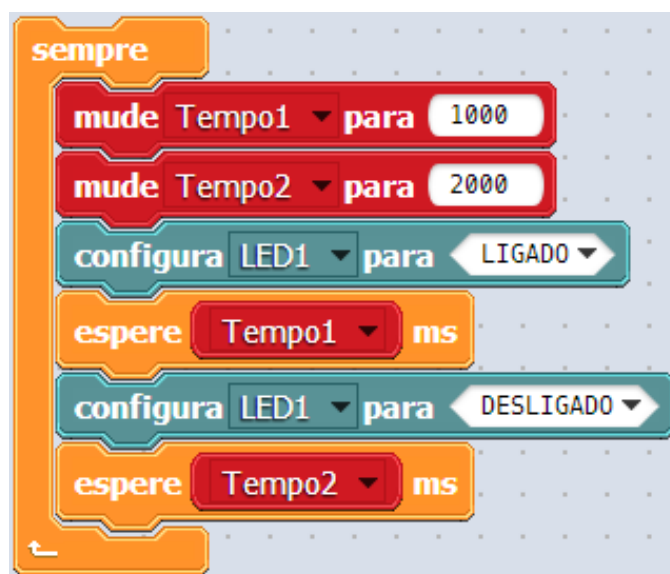 sempre
mude Tempo1 para 1000
mude Tempo2 para 2000
configura LED1 para LIGADO
espere Tempo1 ms
configura LED1 para DESLIGADO
espere Tempo2 ms